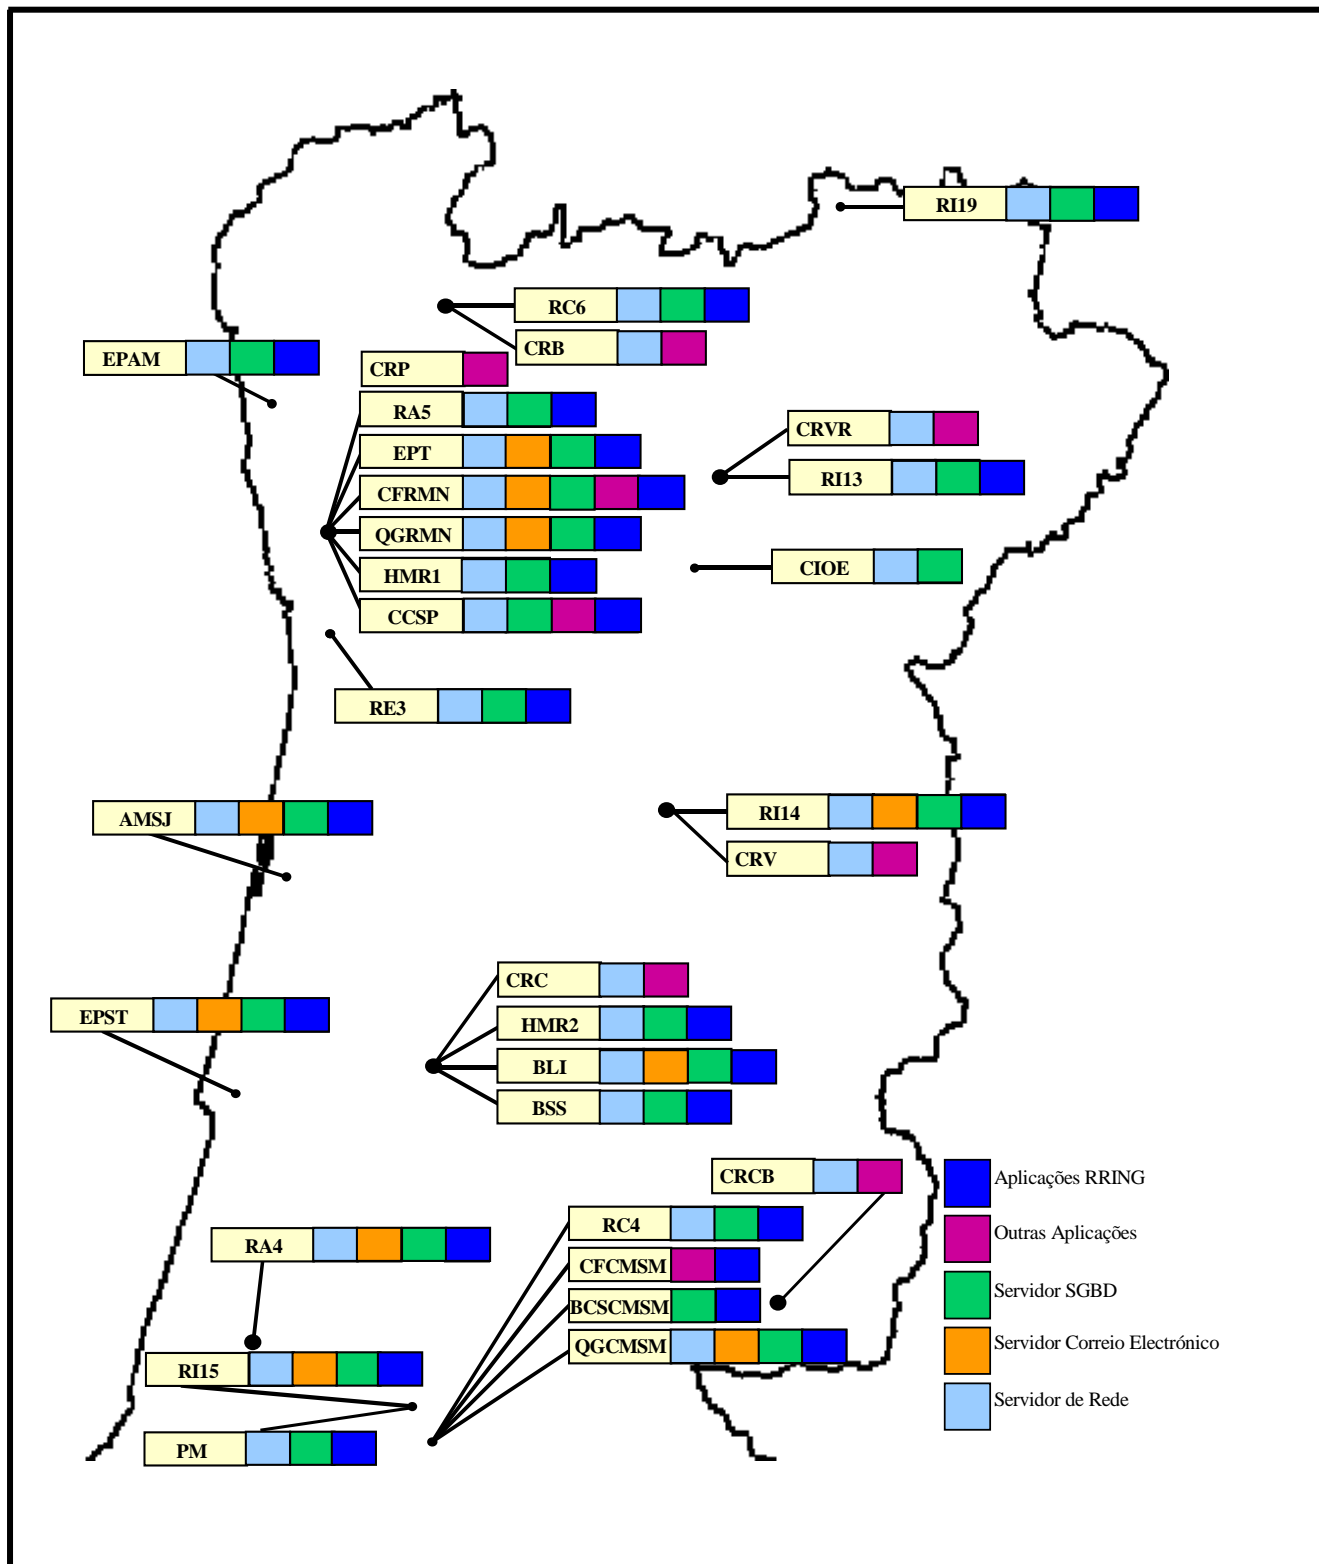 RI19
RC6
CRB
EPAM
CRP
RA5
EPT
CFRMN
QGRMN
HMR1
CCSP
CRVR
RI13
CIOE
RE3
AMSJ
RI14
CRV
EPST
CRC
HMR2
BLI
BSS
CRCB
RC4
CFCMSM
BCSCMSM
QGCMSM
RA4
RI15
PM
Aplicações RRING
Outras Aplicações
Servidor SGBD
Servidor Correio Electrónico
Servidor de Rede